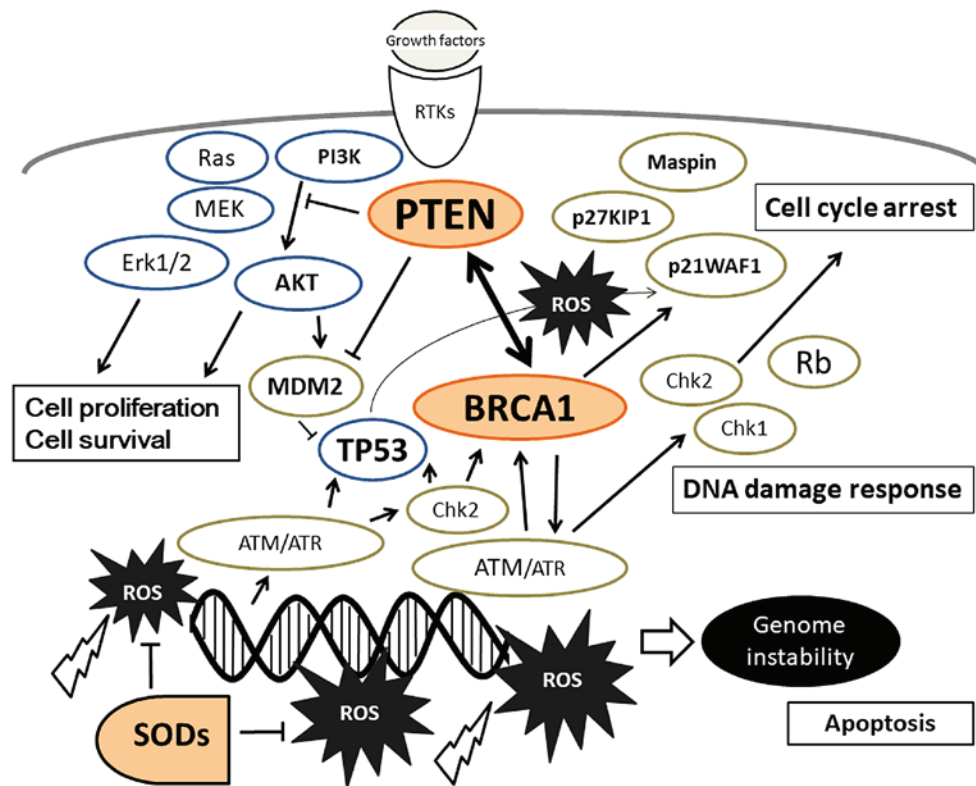 Growth factors
RTKs
Ras
PI3K
Maspin
MEK
PTEN
p27KIP1
Cell cycle arrest
Erk1/2
AKT
ROS
p21WAF1
MDM2
Chk2
Rb
Cell proliferation
Cell survival
BRCA1
TP53
Chk1
DNA damage response
Chk2
ATM/ATR
ATM/ATR
ROS
Genome
instability
ROS
ROS
SODs
Apoptosis